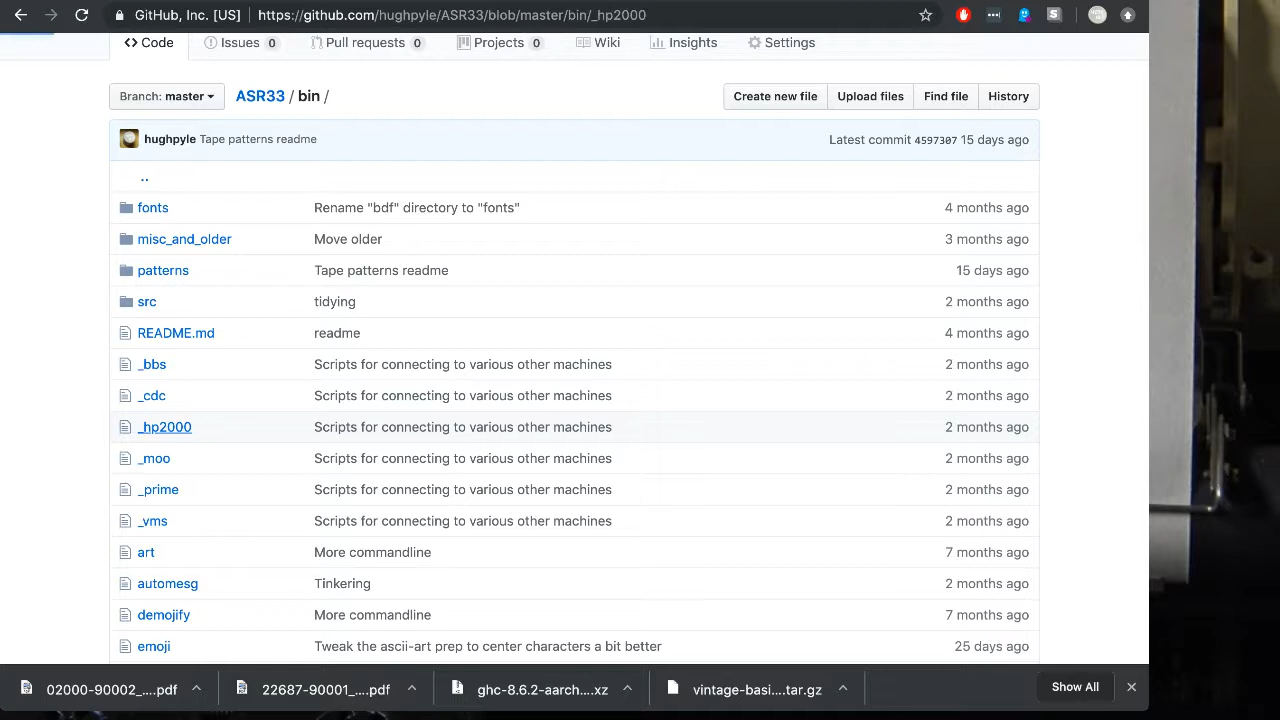 GitHub, Inc. [US] https://github.com/hughpyle/ASR33/blob/master/bin/_hp2000
Code Issues 0 Pull requests 0 Projects 0 Wiki Insights Settings
Branch: master ASR33 / bin / Create new file Upload files Find file History
hughpyle Tape patterns readme Latest commit 4597307 15 days ago
..
fonts Rename "bdf" directory to "fonts" 4 months ago
misc_and_older Move older 3 months ago
patterns Tape patterns readme 15 days ago
src tidying 2 months ago
README.md readme 4 months ago
_bbs Scripts for connecting to various other machines 2 months ago
_cdc Scripts for connecting to various other machines 2 months ago
_hp2000 Scripts for connecting to various other machines 2 months ago
_moo Scripts for connecting to various other machines 2 months ago
_prime Scripts for connecting to various other machines 2 months ago
_vms Scripts for connecting to various other machines 2 months ago
art More commandline 7 months ago
automesg Tinkering 2 months ago
demojify More commandline 7 months ago
emoji Tweak the ascii-art prep to center characters a bit better 25 days ago
02000-90002_....pdf 22687-90001_....pdf ghc-8.6.2-aarch....xz vintage-basi....tar.gz Show All